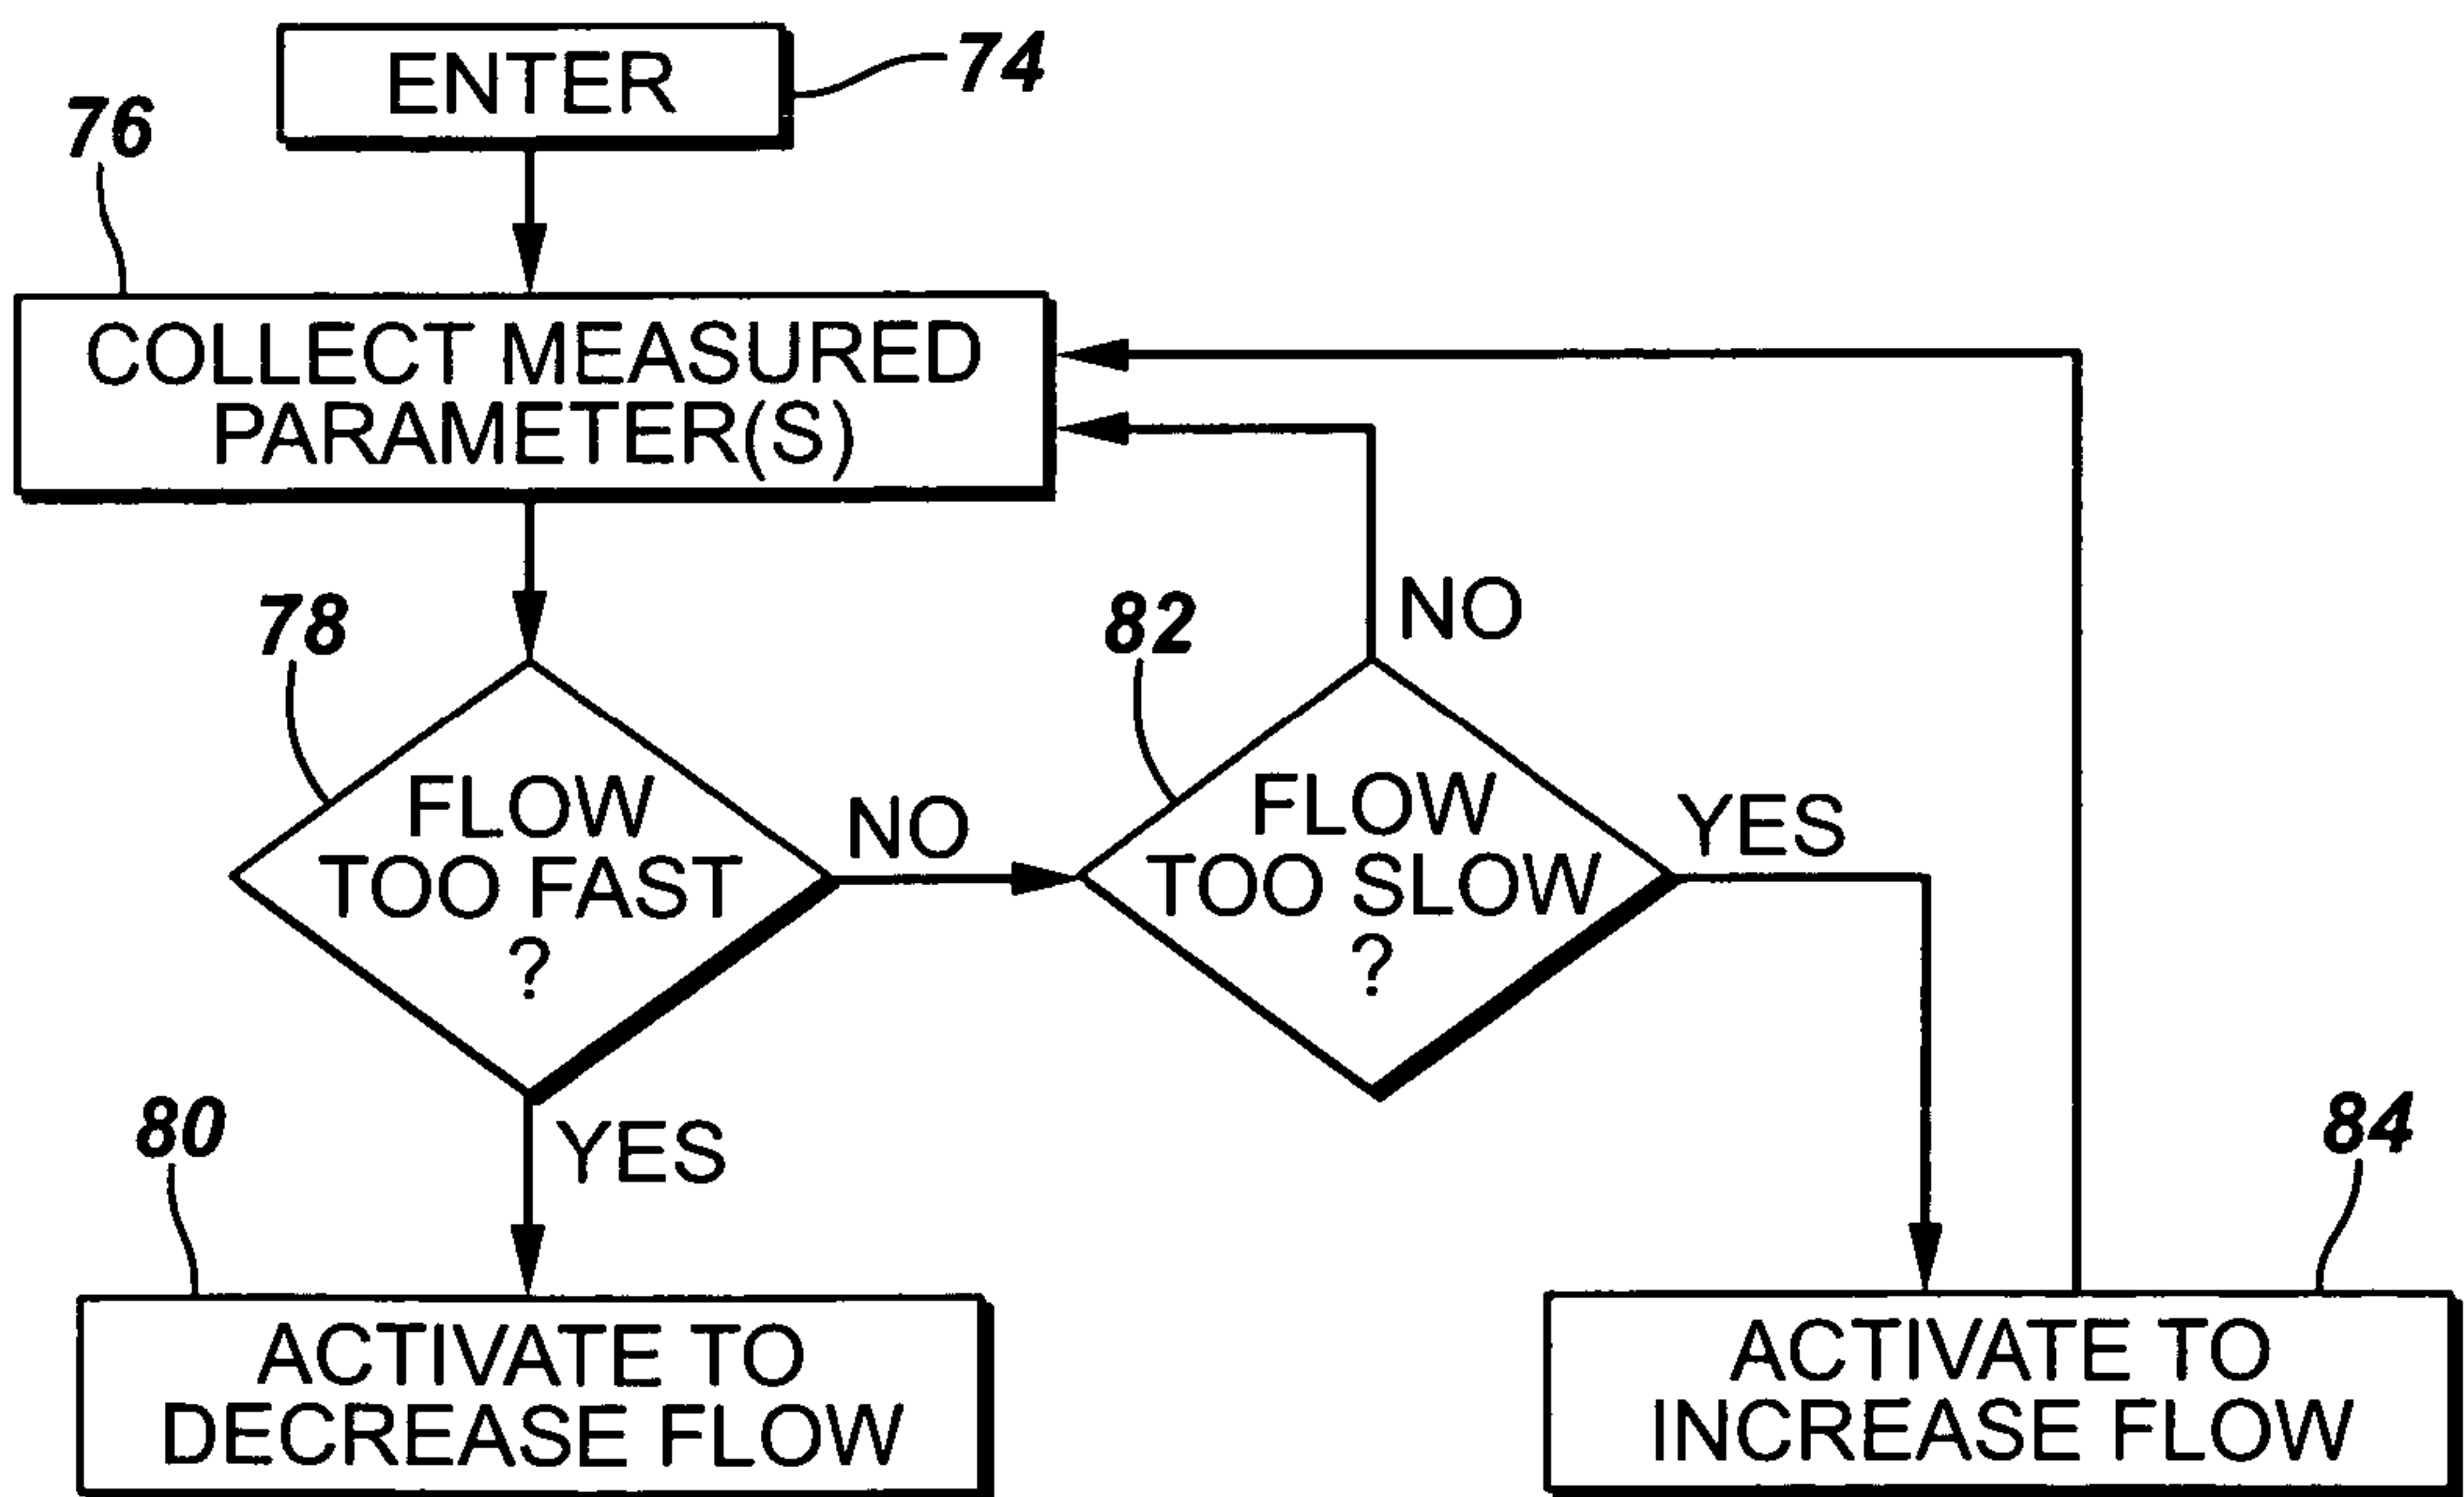 ENTER
74
76
COLLECT MEASURED
PARAMETER(S)
78
FLOW
TOO FAST
?
NO
82
NO
FLOW
TOO SLOW
?
YES
YES
80
ACTIVATE TO
DECREASE FLOW
84
ACTIVATE TO
INCREASE FLOW